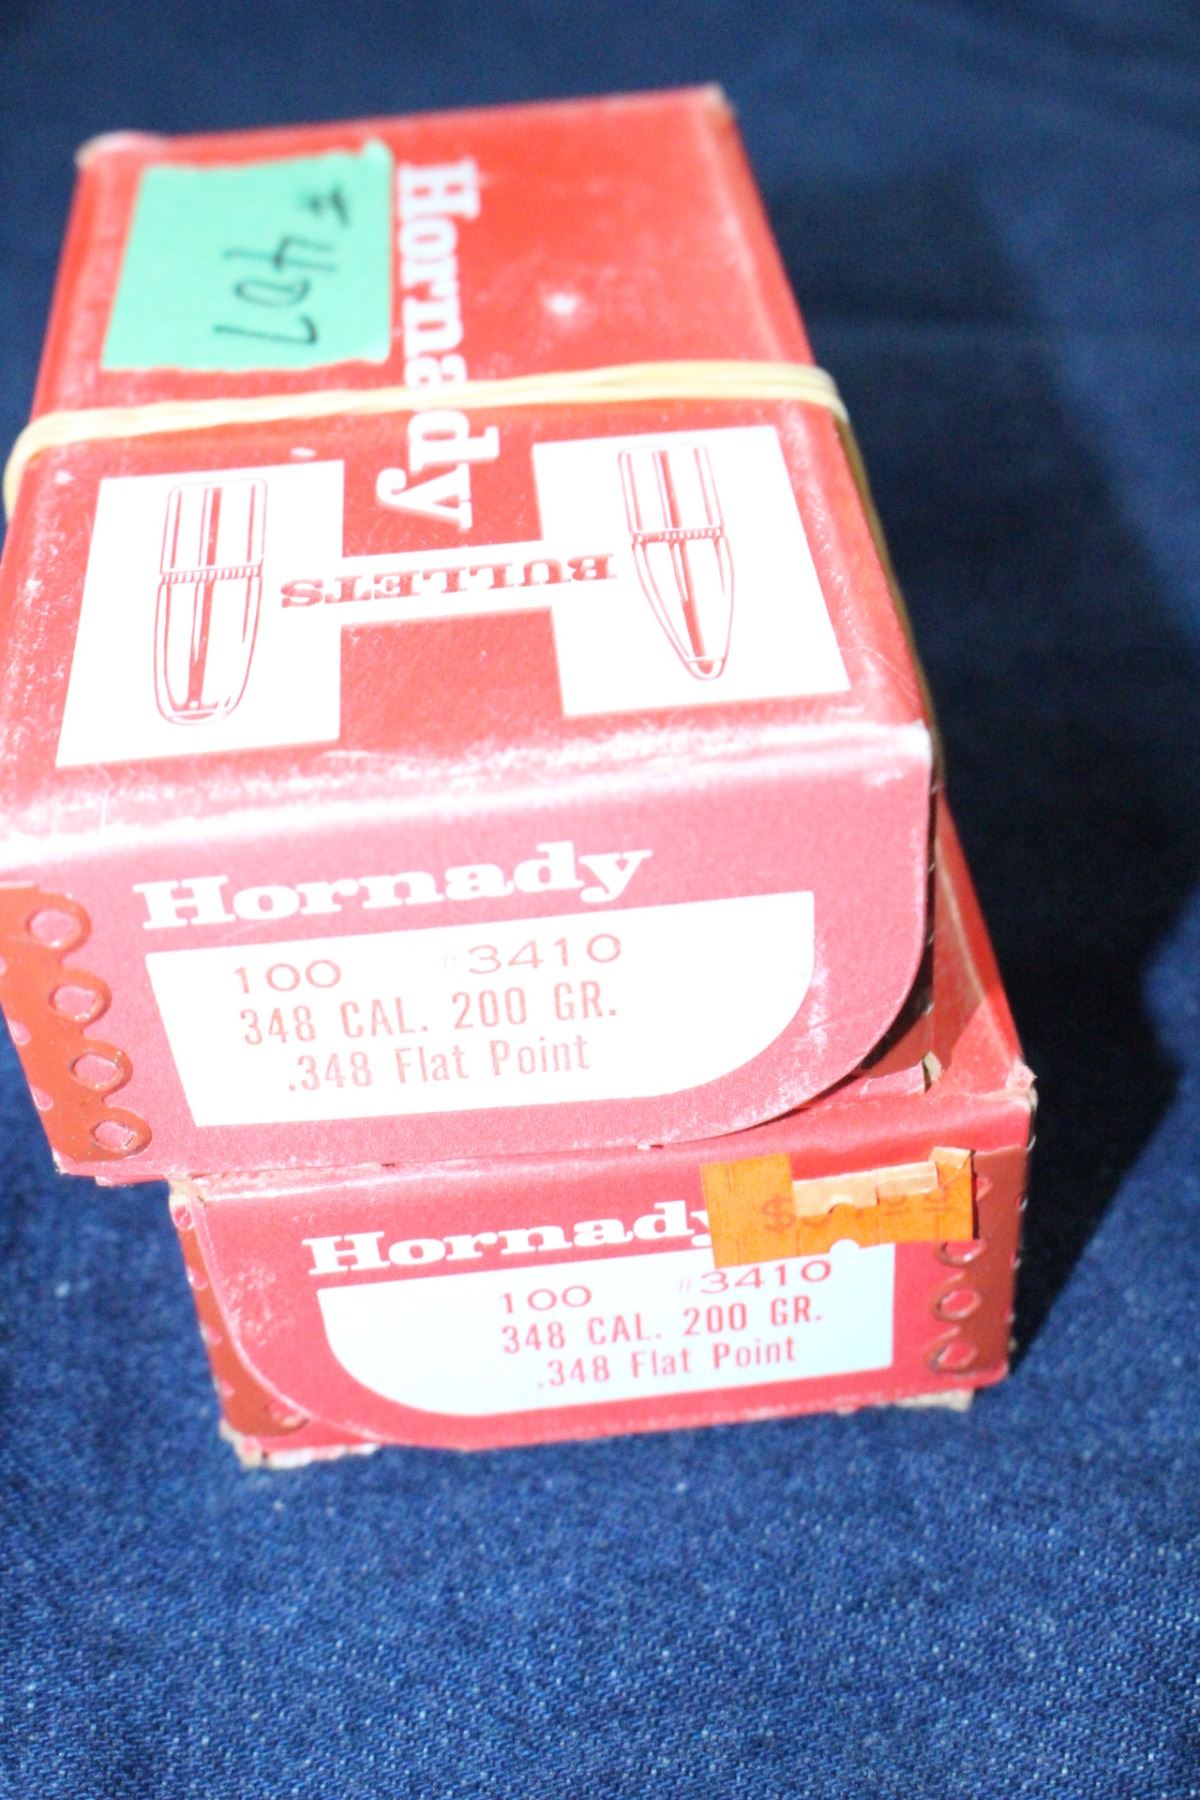 Hornady
BULLETS
Hornady
100 #3410
348 CAL. 200 GR.
.348 Flat Point
Hornady
100 #3410
348 CAL. 200 GR.
.348 Flat Point